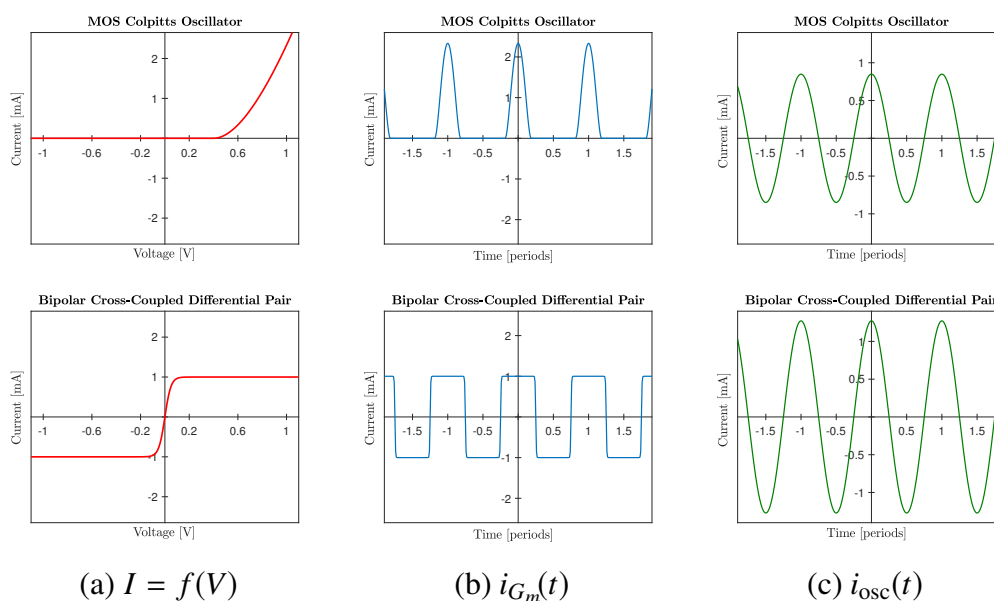 MOS Colpitts Oscillator
Current [mA]
2
1
-1
-2
-1
-0.6
-0.2
0.2
0.6
1
Voltage [V]
MOS Colpitts Oscillator
Current [mA]
2
1
-1
-2
-1.5
-1
-0.5
0.5
1
1.5
Time [periods]
MOS Colpitts Oscillator
Current [mA]
1
0.5
-0.5
-1
-1.5
-1
-0.5
0.5
1
1.5
Time [periods]
Bipolar Cross-Coupled Differential Pair
Current [mA]
2
1
-1
-2
-1
-0.6
-0.2
0.2
0.6
1
Voltage [V]
Bipolar Cross-Coupled Differential Pair
Current [mA]
2
1
-1
-2
-1.5
-1
-0.5
0.5
1
1.5
Time [periods]
Bipolar Cross-Coupled Differential Pair
Current [mA]
1
0.5
-0.5
-1
-1.5
-1
-0.5
0.5
1
1.5
Time [periods]
(a) I = f(V)
(b) i_{G_m}(t)
(c) i_{osc}(t)